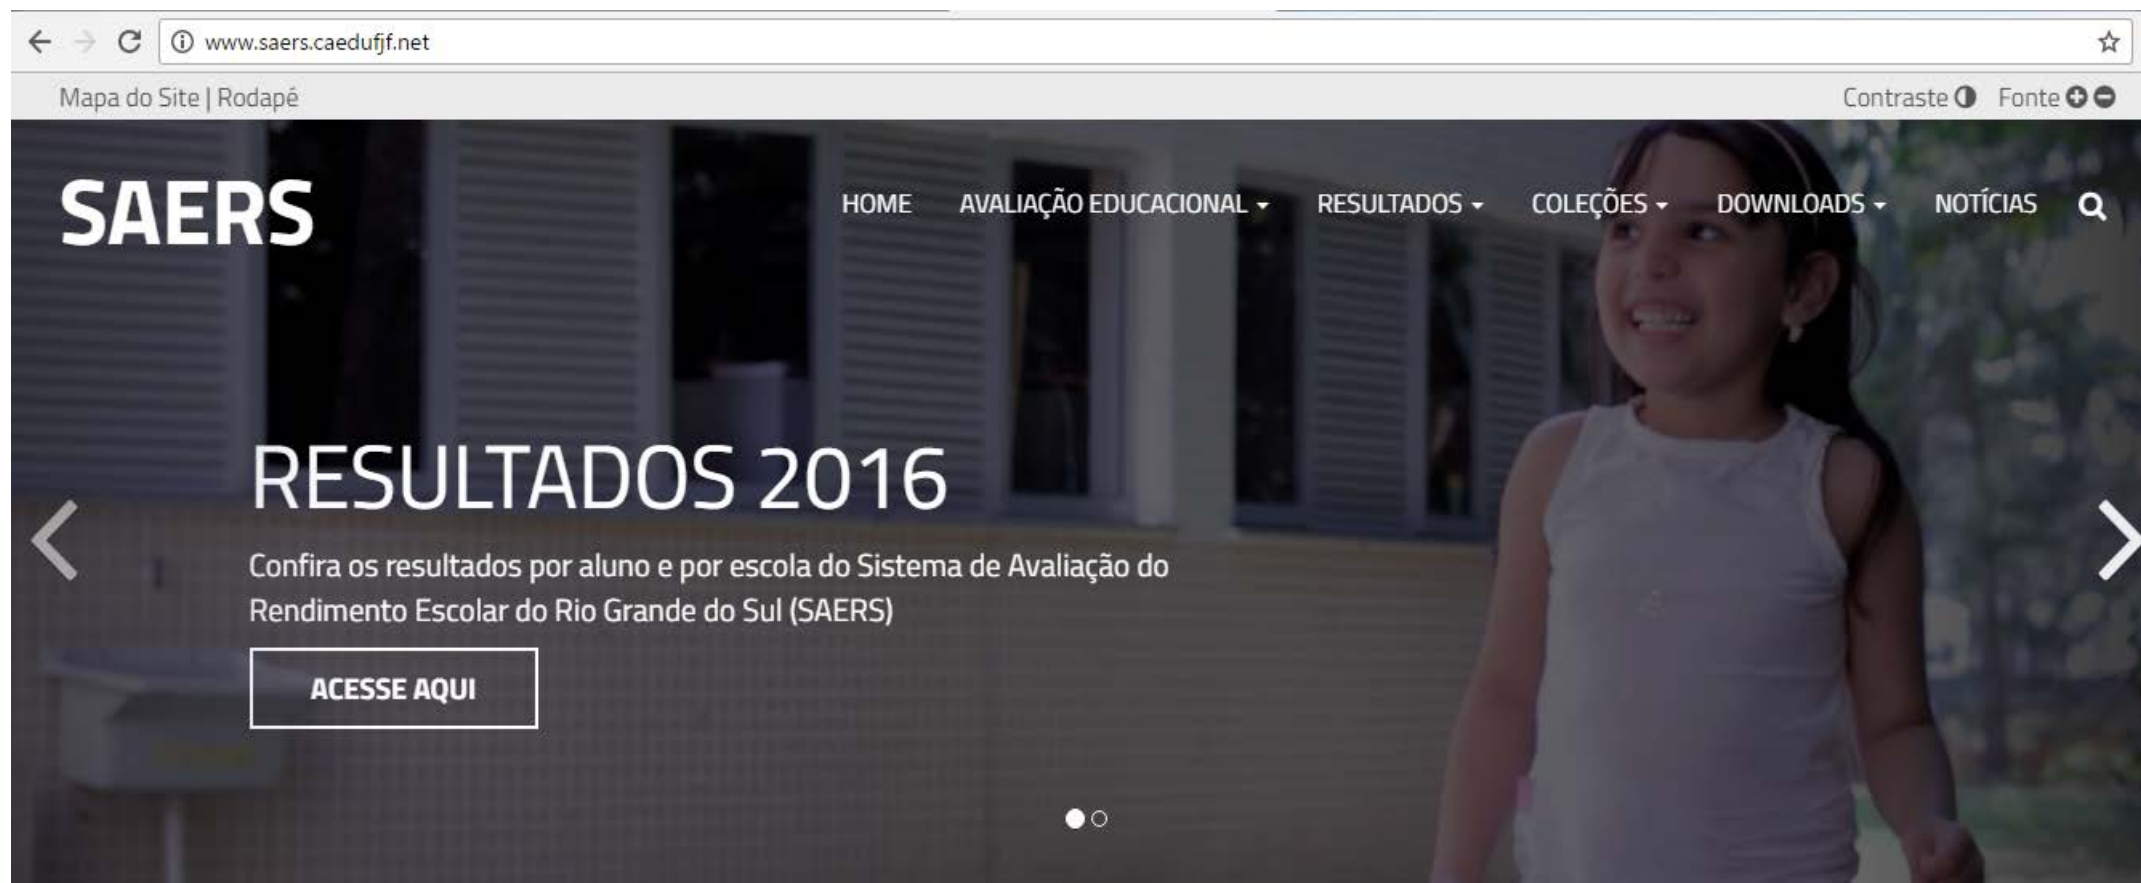 www.saers.caedufjf.net
Mapa do Site | Rodapé
Contraste Fonte
SAERS
HOME AVALIAÇÃO EDUCACIONAL RESULTADOS COLEÇÕES DOWNLOADS NOTÍCIAS
RESULTADOS 2016
Confira os resultados por aluno e por escola do Sistema de Avaliação do
Rendimento Escolar do Rio Grande do Sul (SAERS)
ACESSE AQUI